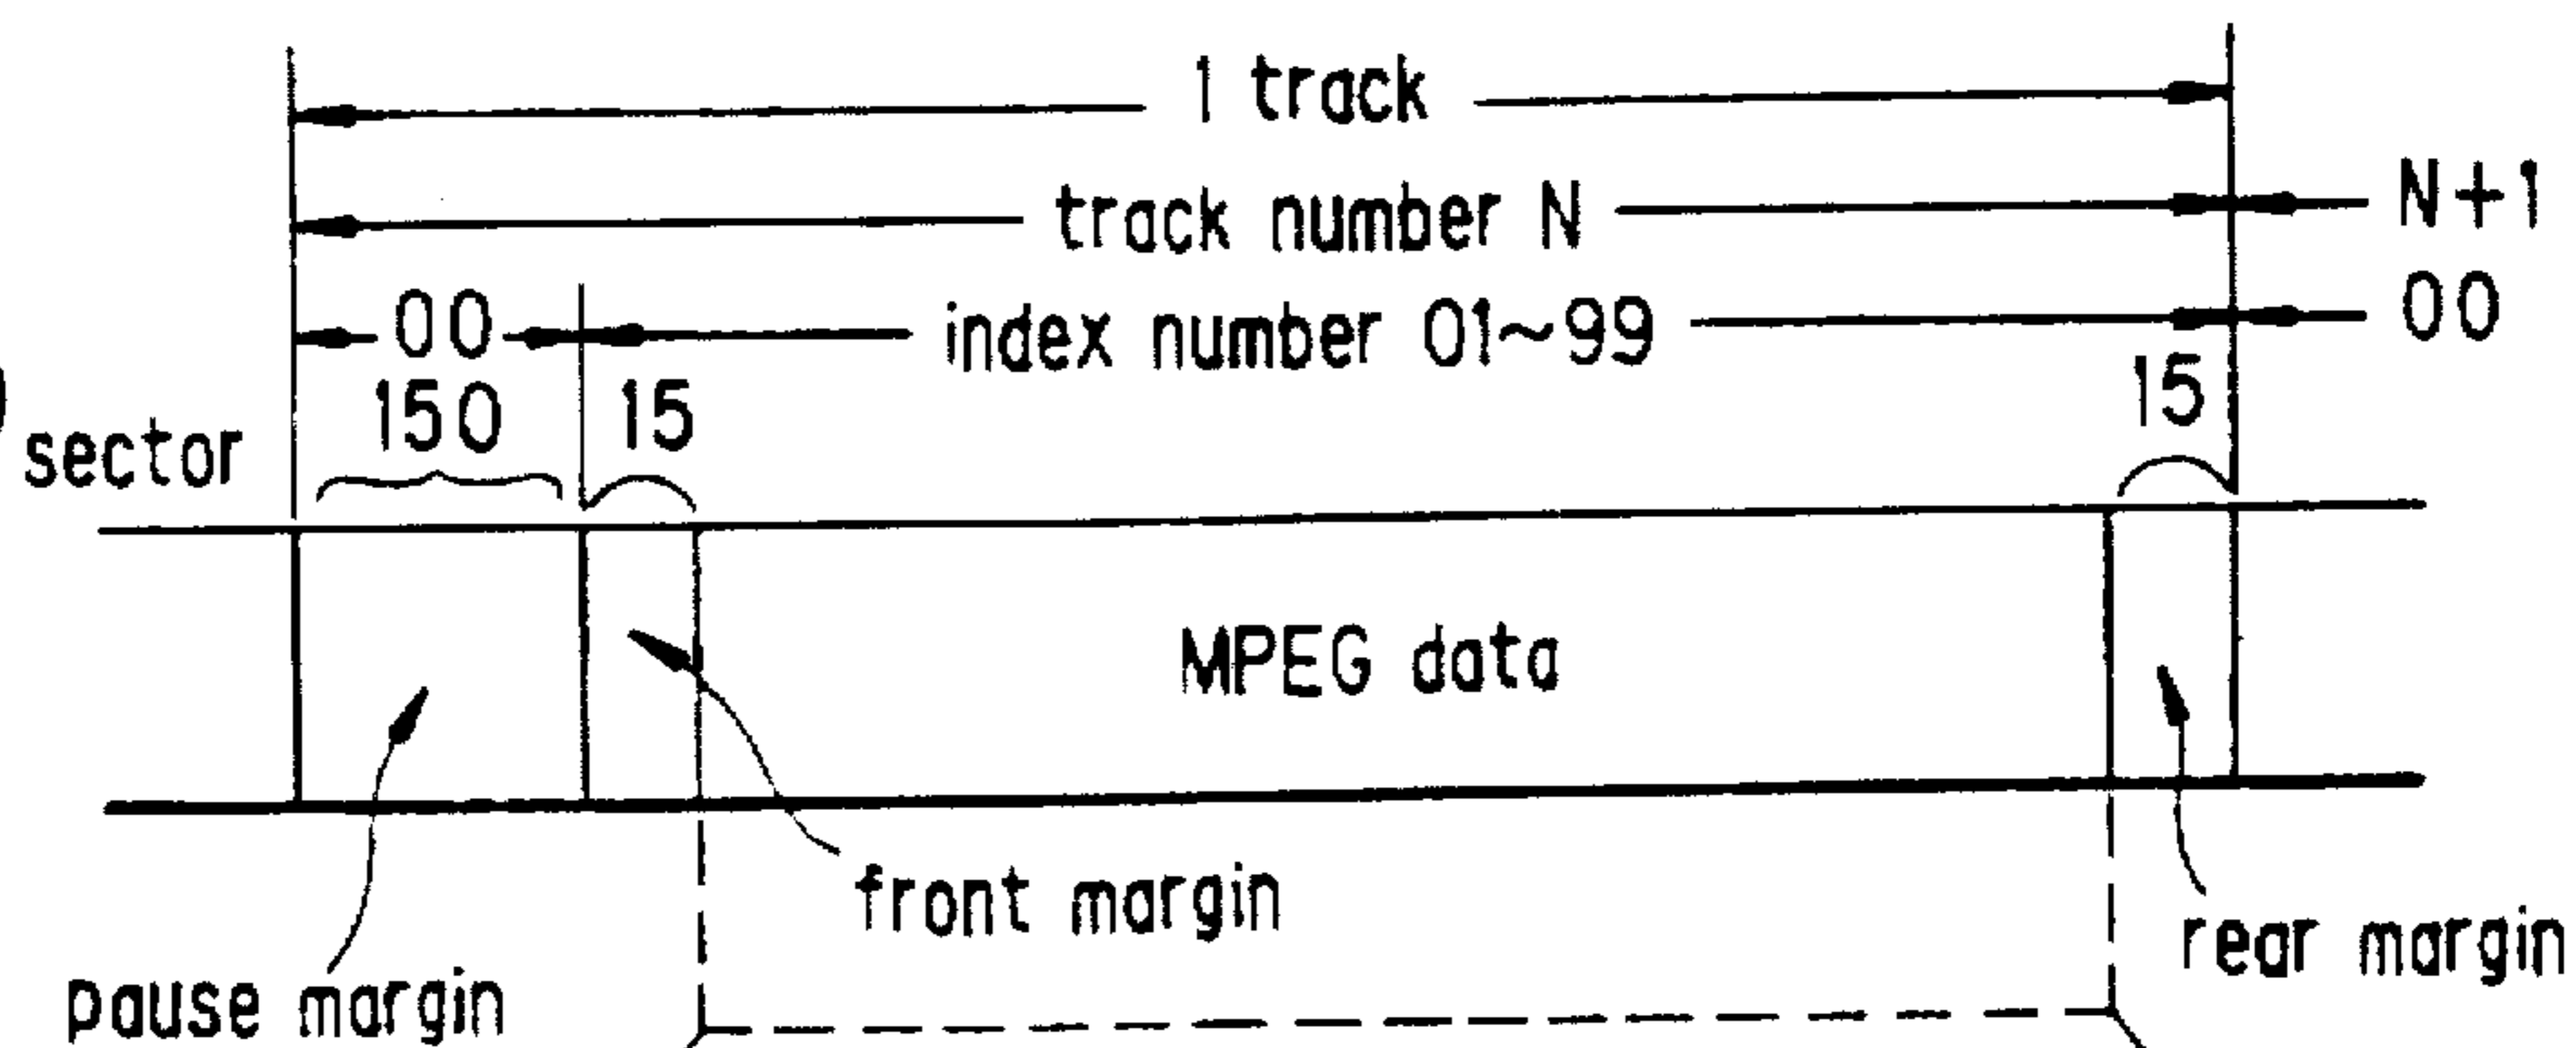 1 track
track number N
N+1
00
index number 01~99
00
sector
150
15
15
MPEG data
front margin
rear margin
pause margin